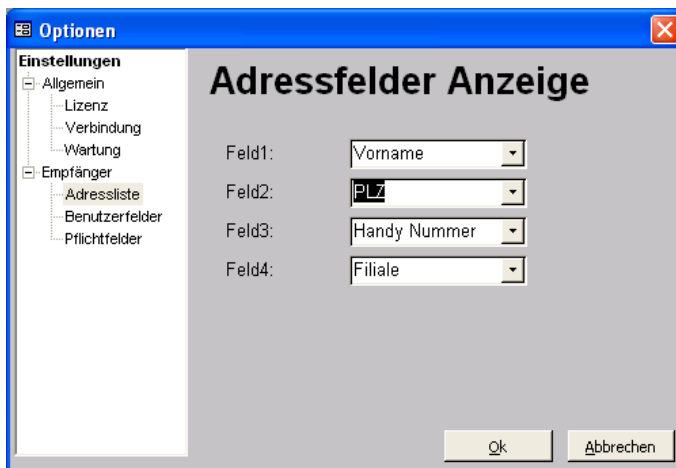 Optionen
Einstellungen
Allgemein
Lizenz
Verbindung
Wartung
Empfänger
Adressliste
Benutzerfelder
Pflichtfelder
Adressfelder Anzeige
Feld1: Vorname
Feld2: PLZ
Feld3: Handy Nummer
Feld4: Filiale
Ok Abbrechen